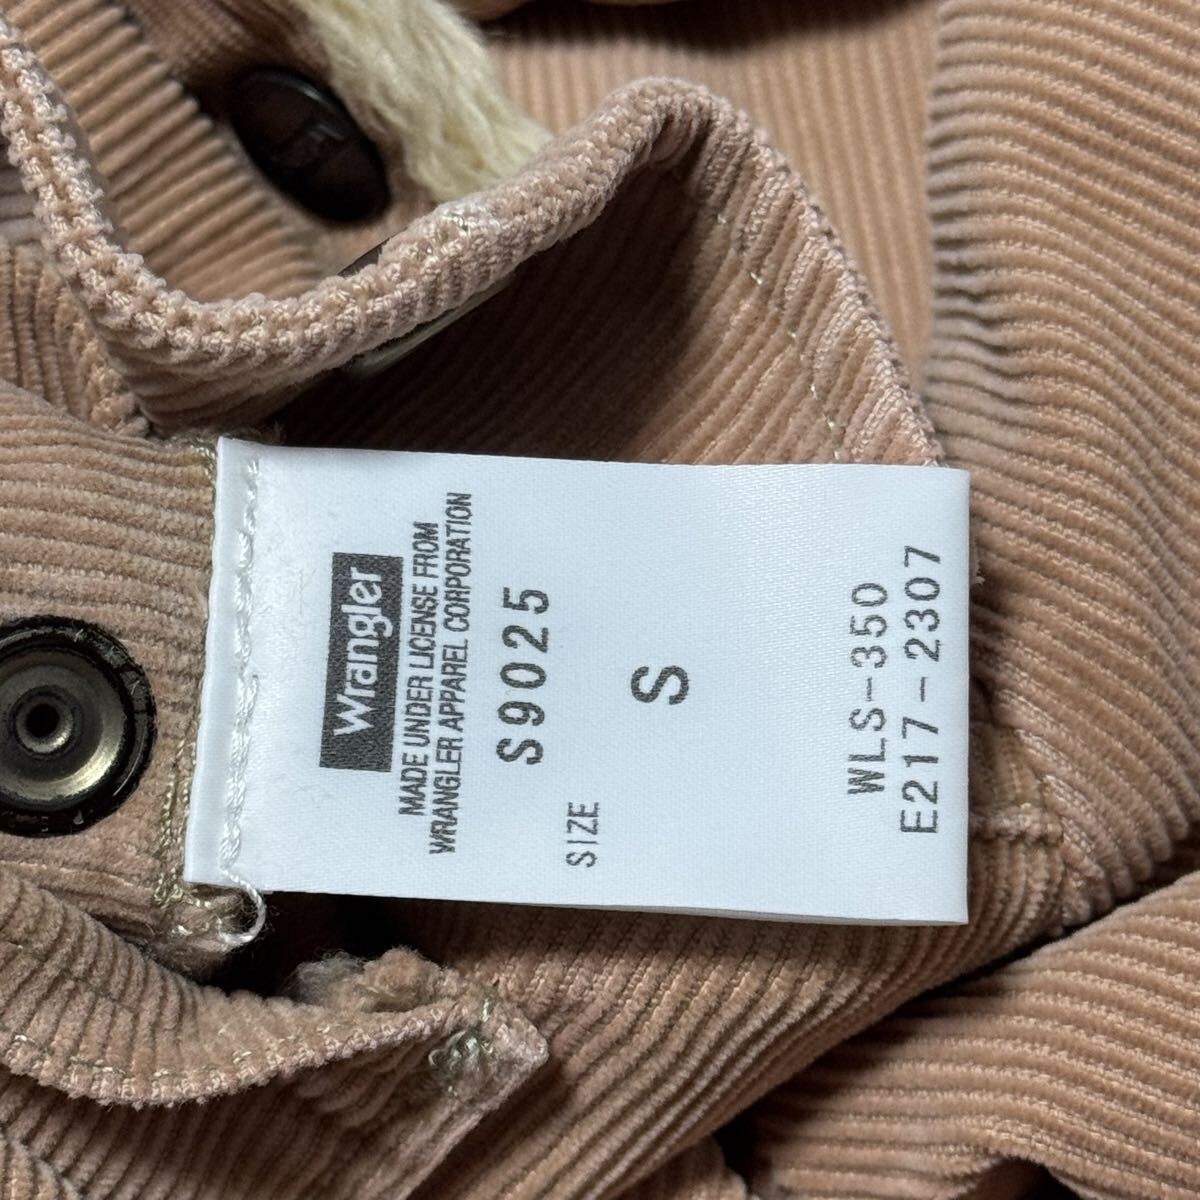 Wrangler
MADE UNDER LICENSE FROM
WRANGLER APPAREL CORPORATION
S9025
SIZE
S
WLS-350
E217-2307